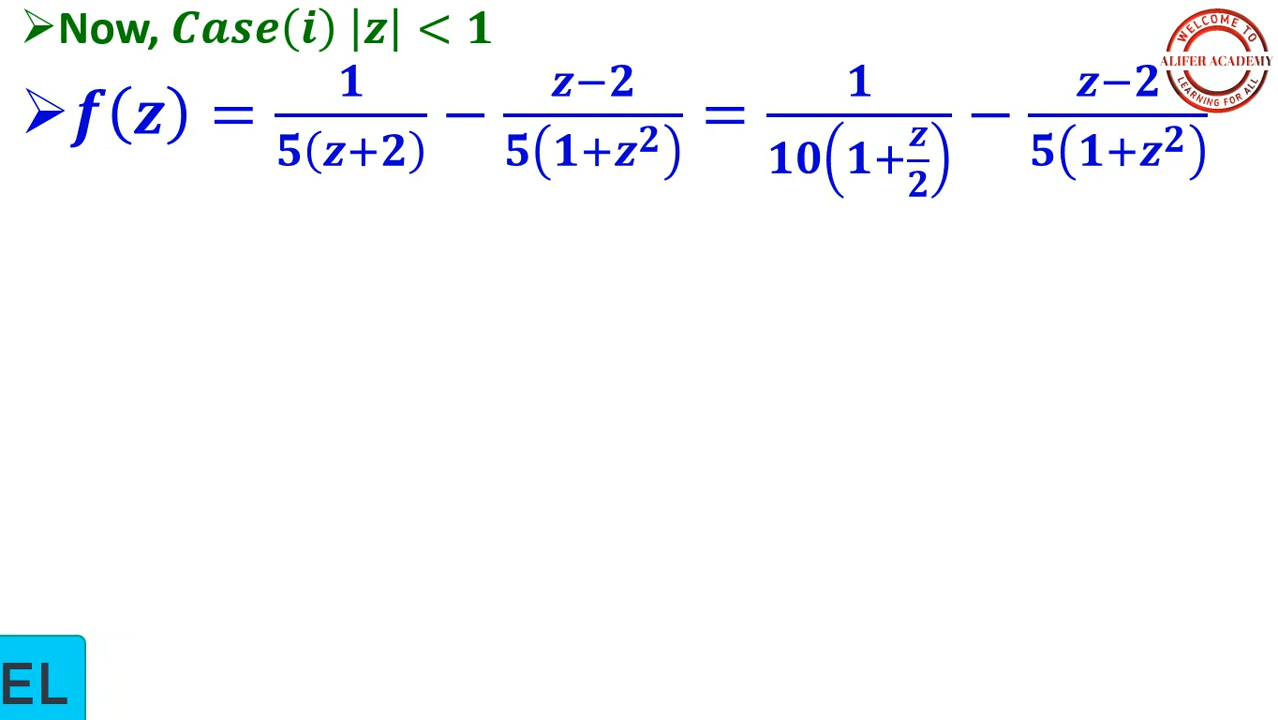 ➢Now, Case(i) |z| < 1
WELCOME TO
ALIFER ACADEMY
LEARNING FOR ALL
➢f(z) = 1/(5(z+2)) − (z−2)/(5(1+z²)) = 1/(10(1+z/2)) − (z−2)/(5(1+z²))
EL